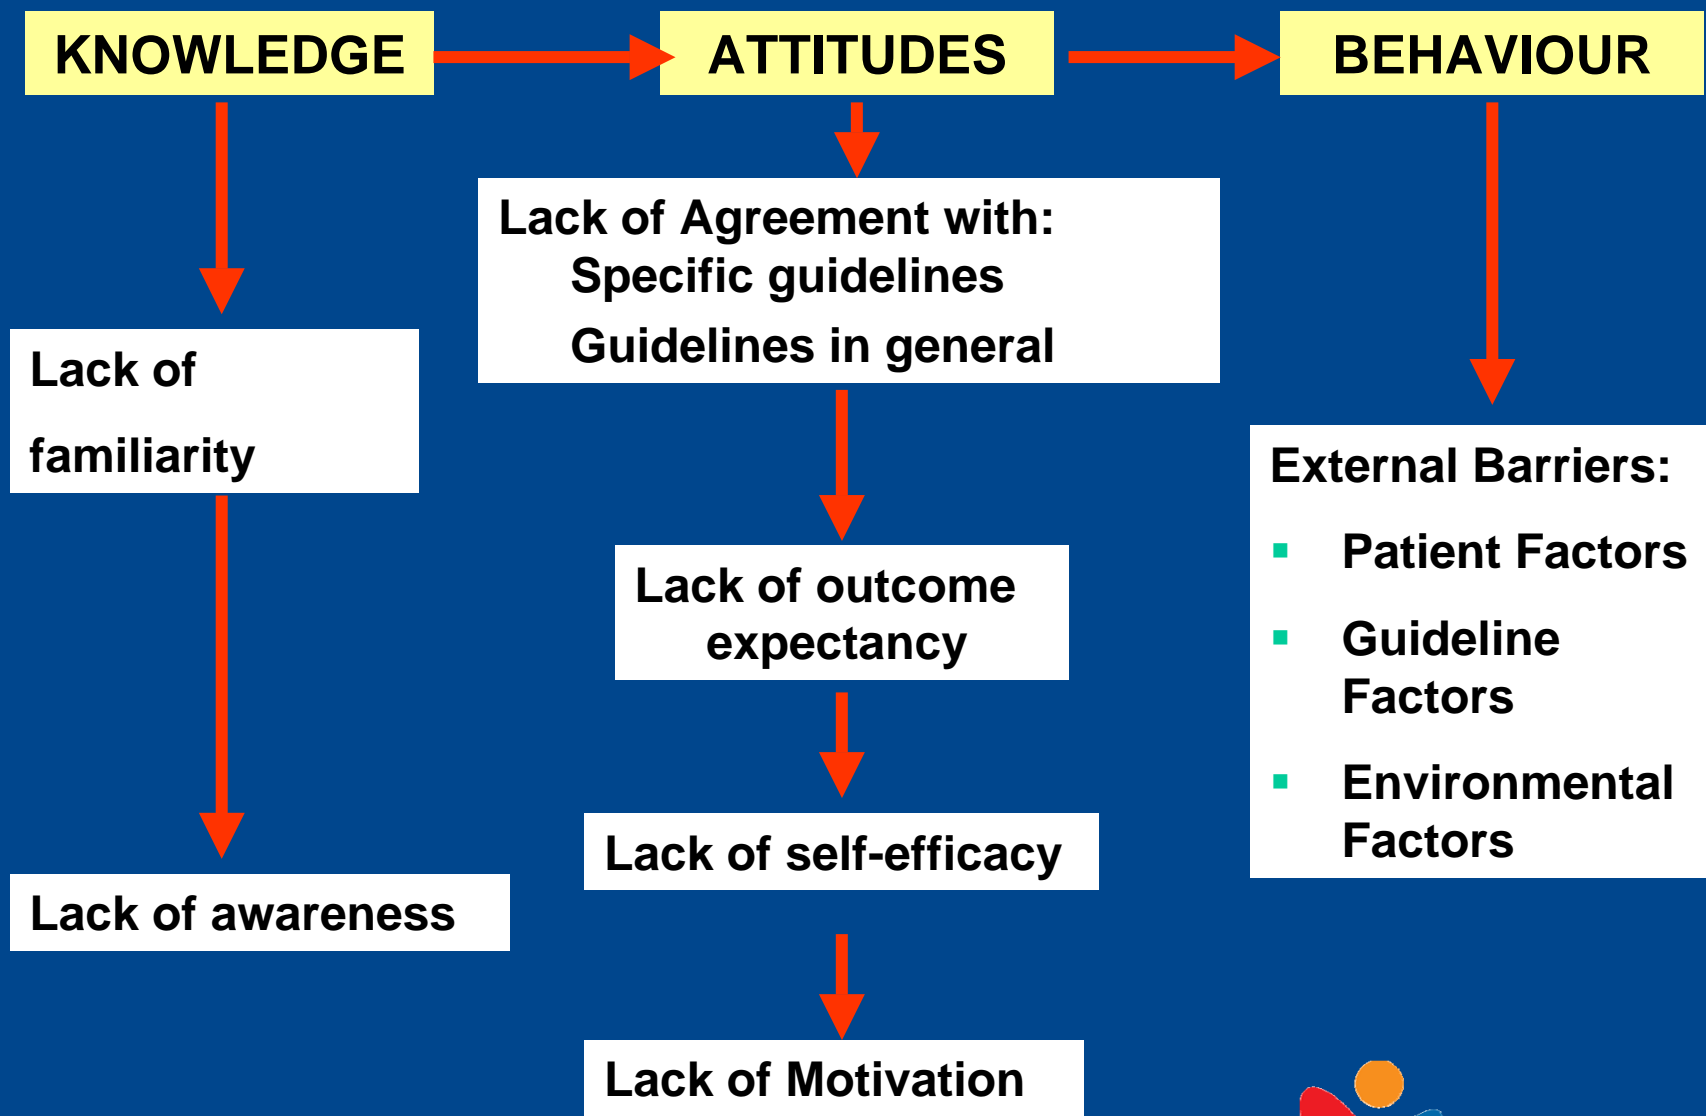 KNOWLEDGE
ATTITUDES
BEHAVIOUR
Lack of
familiarity
Lack of awareness
Lack of Agreement with:
Specific guidelines
Guidelines in general
Lack of outcome
expectancy
Lack of self-efficacy
Lack of Motivation
External Barriers:
▪ Patient Factors
▪ Guideline
Factors
▪ Environmental
Factors